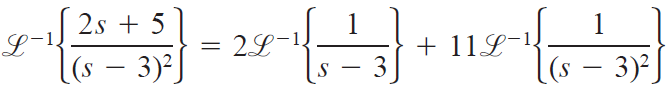 ℒ⁻¹{(2s + 5)/(s − 3)²} = 2ℒ⁻¹{1/(s − 3)} + 11ℒ⁻¹{1/(s − 3)²}